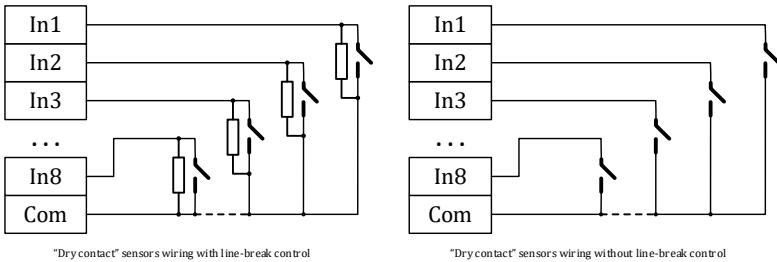 In1
In2
In3
...
In8
Com
"Dry contact" sensors wiring with line-break control
In1
In2
In3
...
In8
Com
"Dry contact" sensors wiring without line-break control